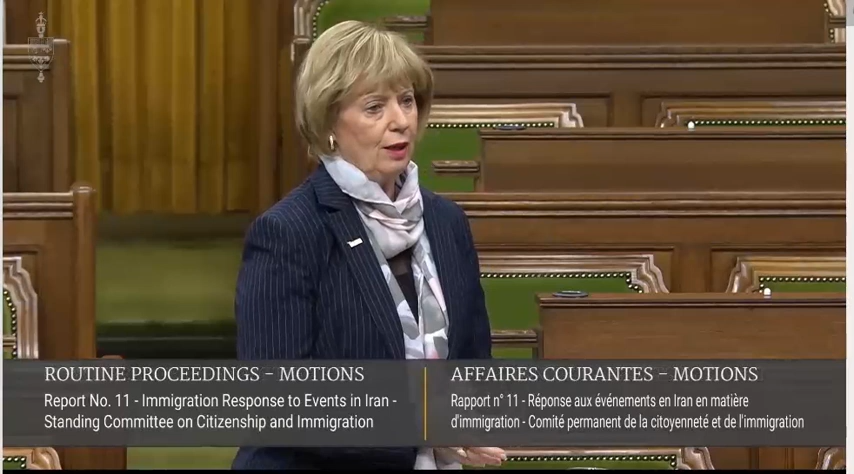 ROUTINE PROCEEDINGS – MOTIONS
Report No. 11 - Immigration Response to Events in Iran -
Standing Committee on Citizenship and Immigration
AFFAIRES COURANTES – MOTIONS
Rapport n° 11 - Réponse aux événements en Iran en matière
d'immigration - Comité permanent de la citoyenneté et de l'immigration